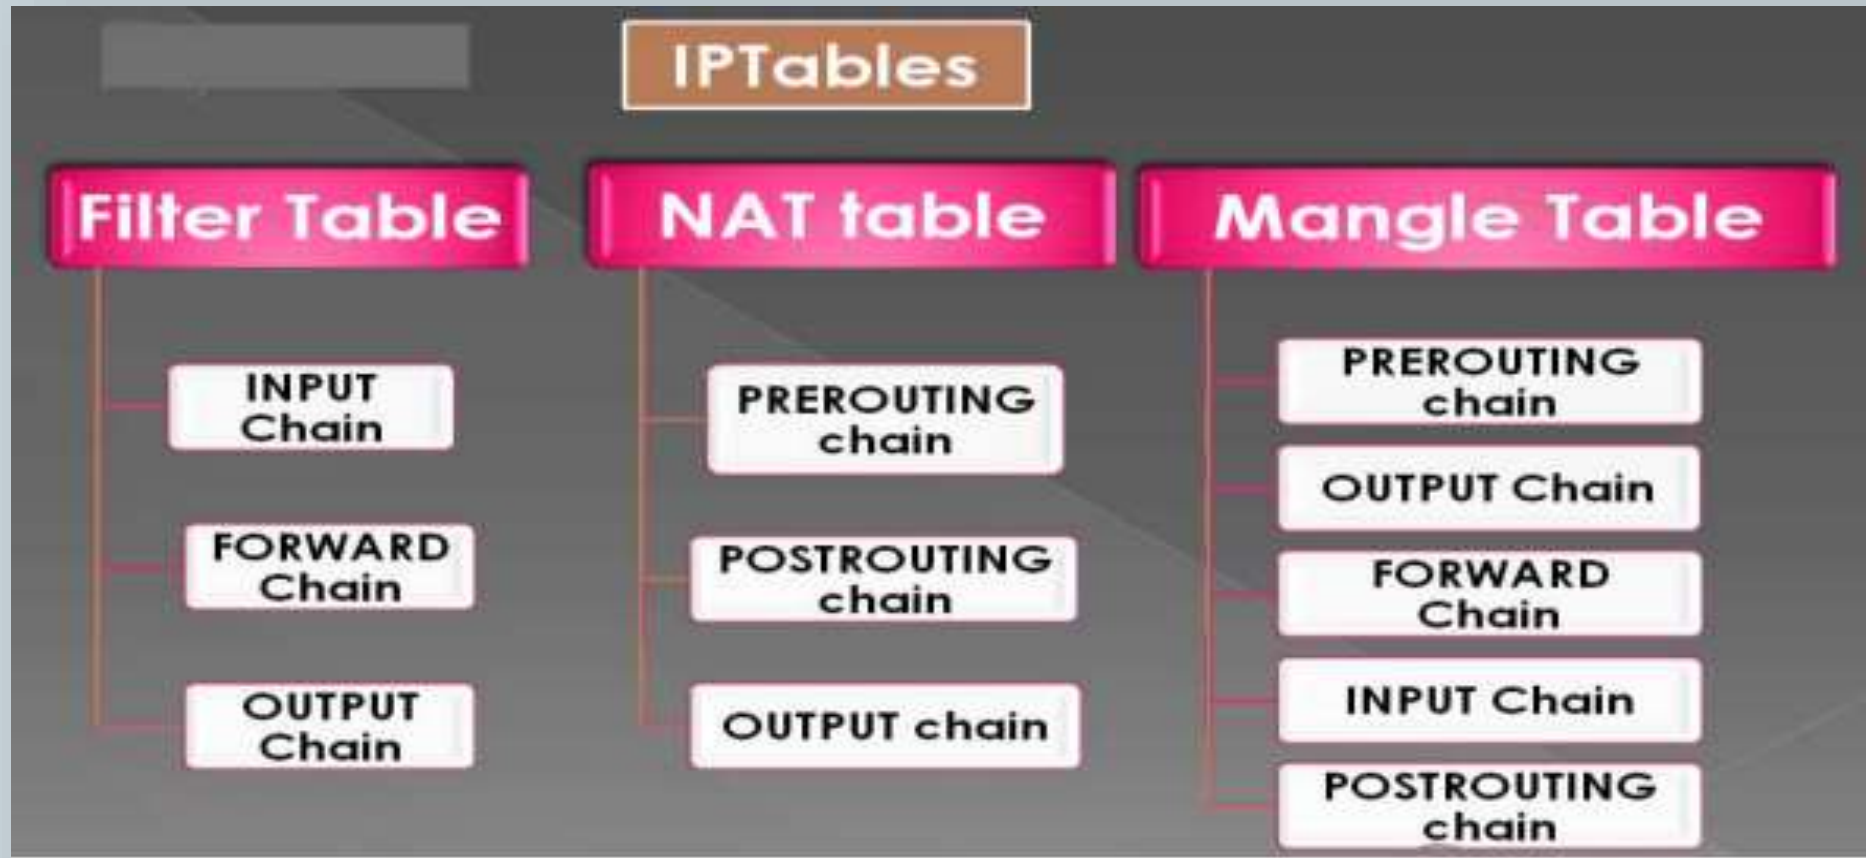 IPTables
Filter Table
INPUT
Chain
FORWARD
Chain
OUTPUT
Chain
NAT table
PREROUTING
chain
POSTROUTING
chain
OUTPUT chain
Mangle Table
PREROUTING
chain
OUTPUT Chain
FORWARD
Chain
INPUT Chain
POSTROUTING
chain